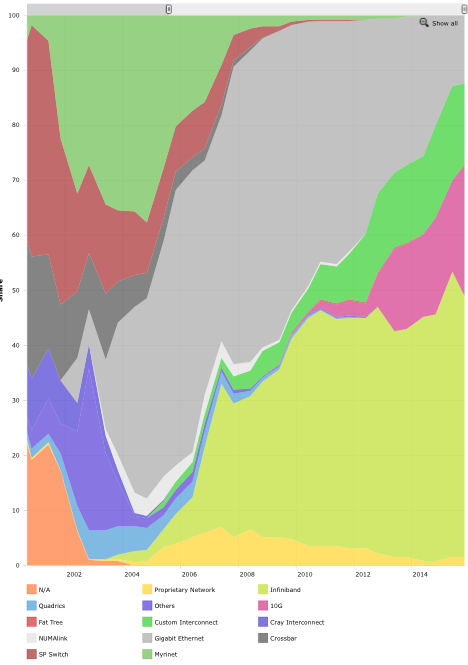 100
Show all
90
80
70
60
50
Share
40
30
20
10
0
2002 2004 2006 2008 2010 2012 2014
N/A Proprietary Network Infiniband
Quadrics Others 10G
Fat Tree Custom Interconnect Cray Interconnect
NUMAlink Gigabit Ethernet Crossbar
SP Switch Myrinet